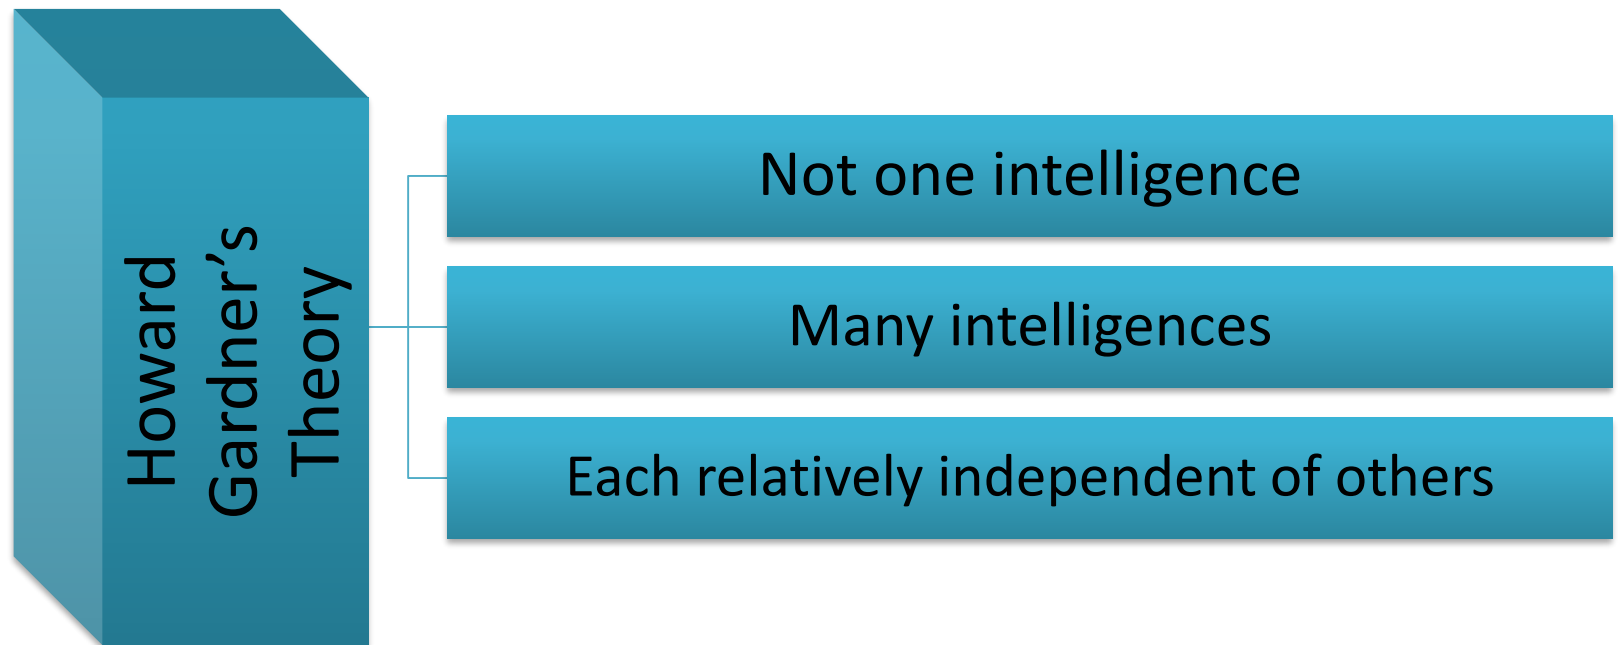 Howard
Gardner’s
Theory
Not one intelligence
Many intelligences
Each relatively independent of others